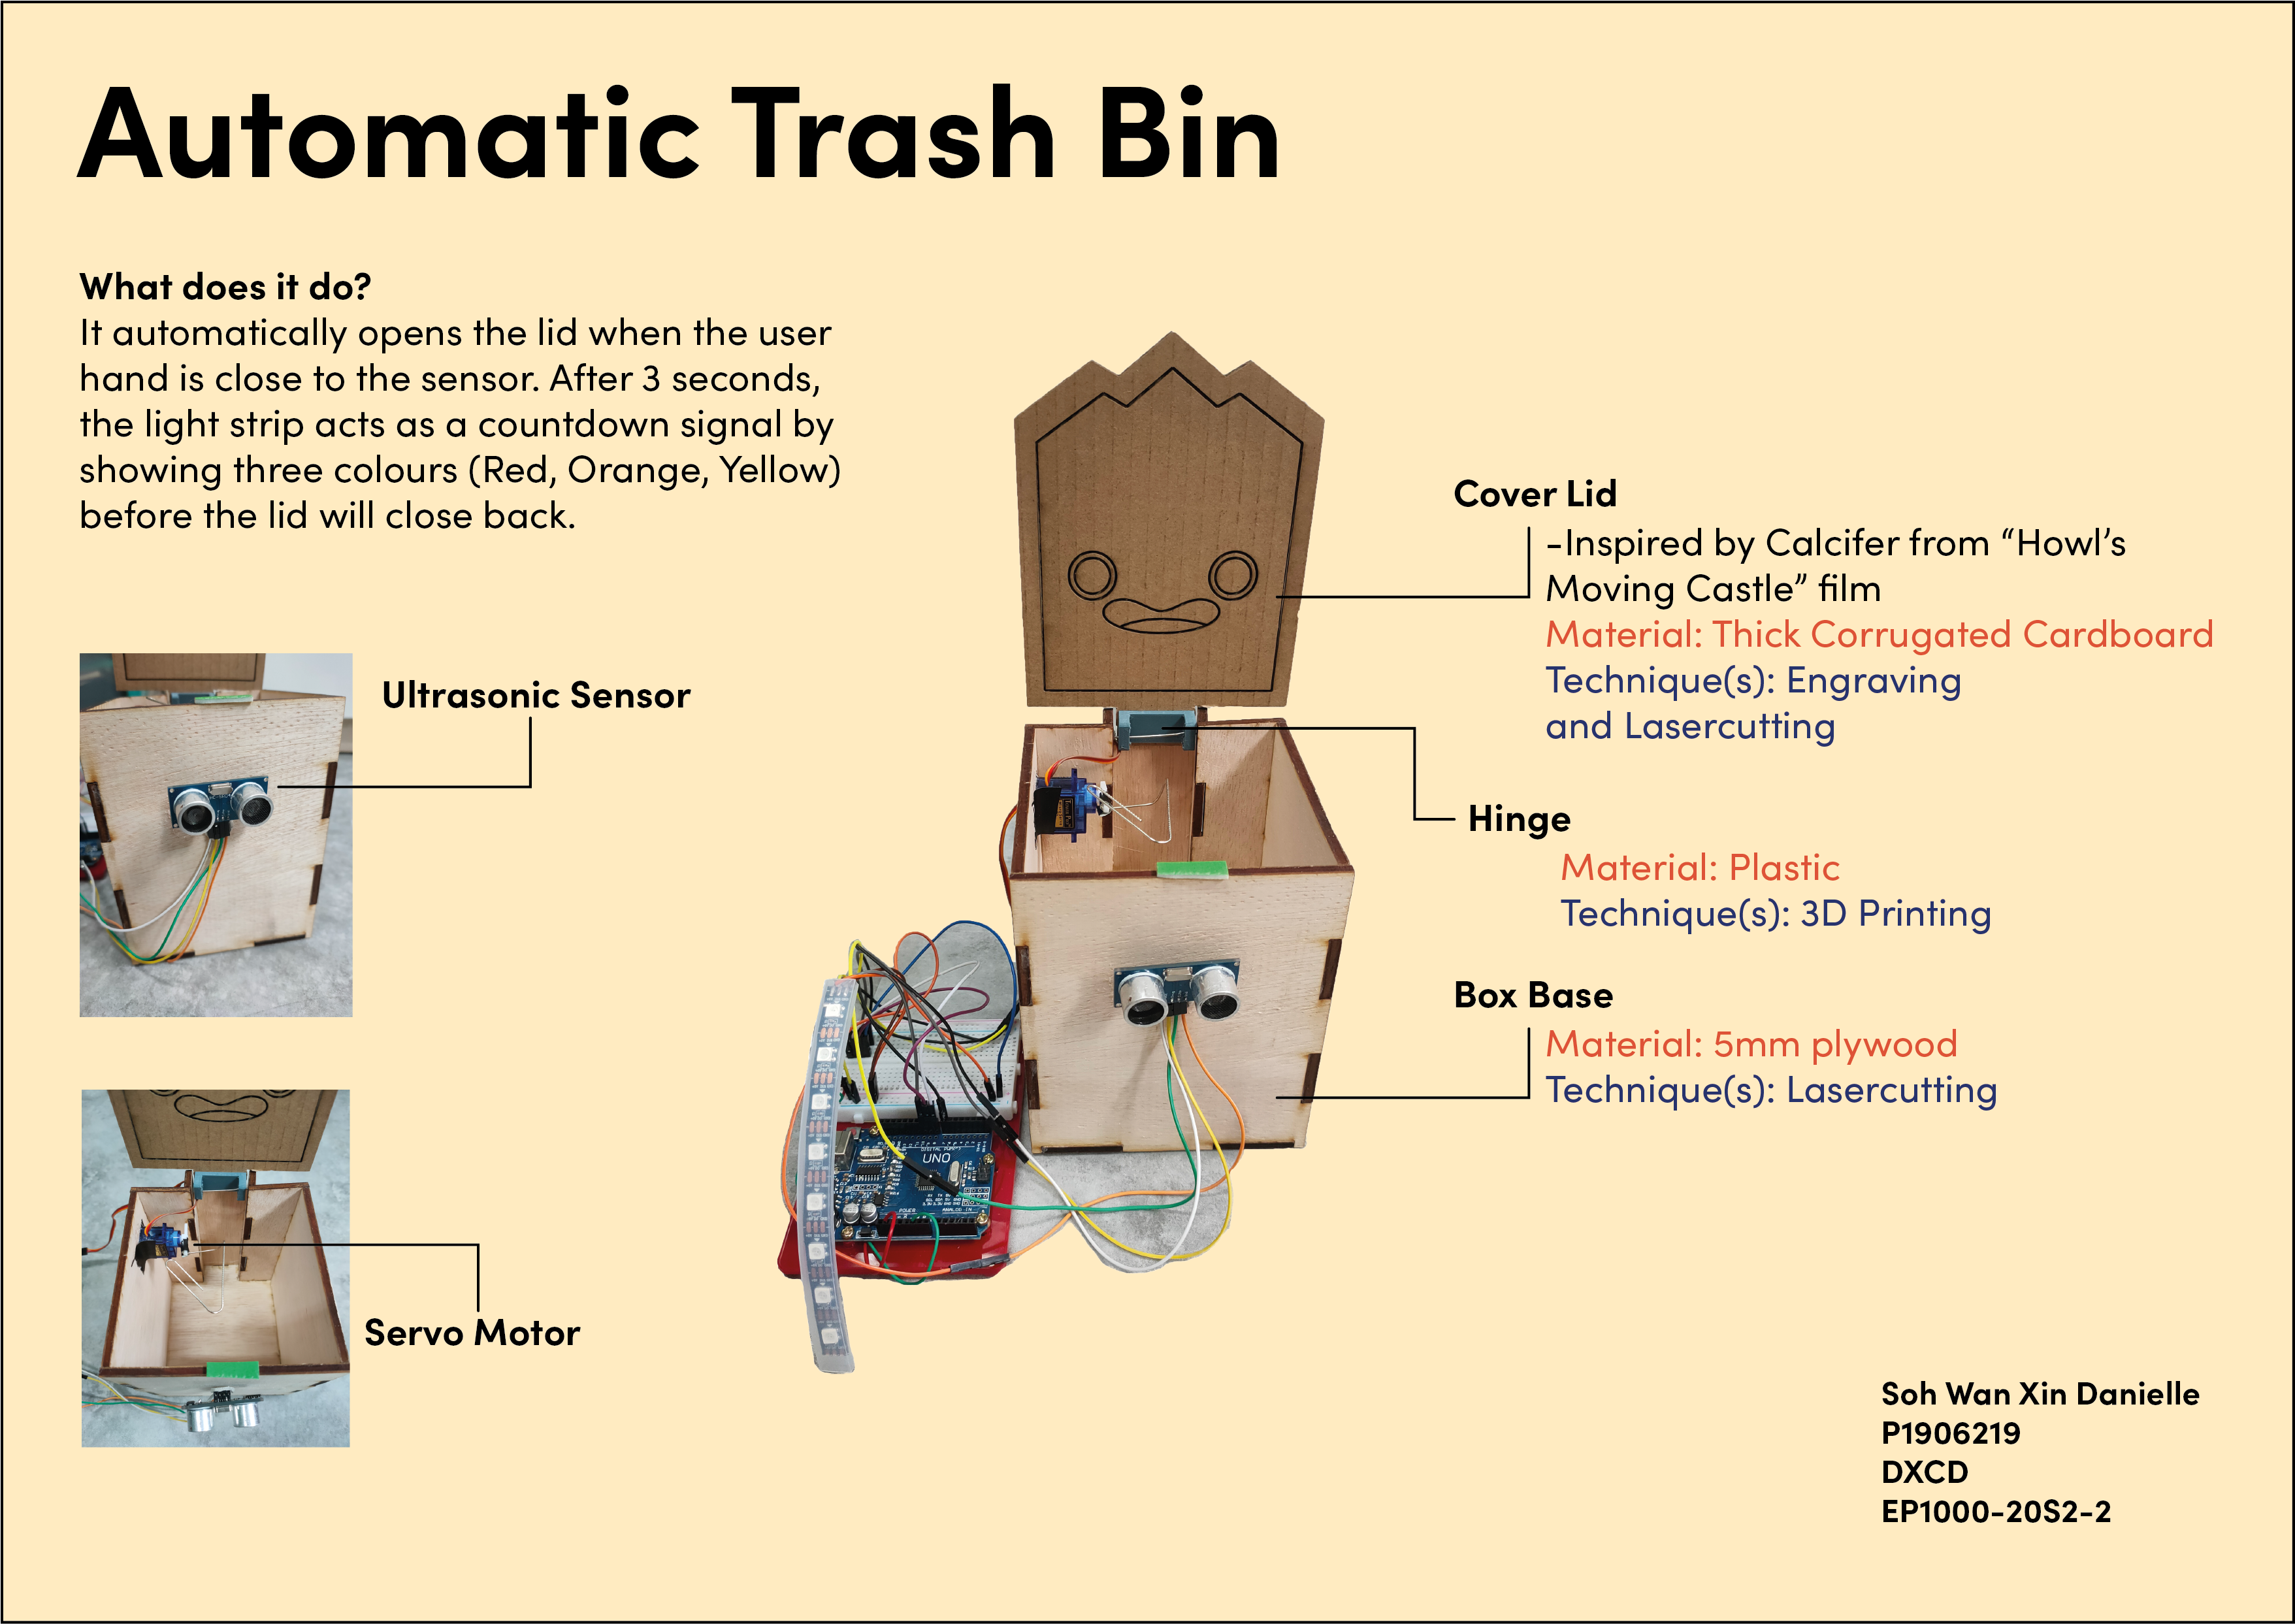 Automatic Trash Bin
What does it do?
It automatically opens the lid when the user
hand is close to the sensor. After 3 seconds,
the light strip acts as a countdown signal by
showing three colours (Red, Orange, Yellow)
before the lid will close back.
Ultrasonic Sensor
Servo Motor
Cover Lid
-Inspired by Calcifer from “Howl’s
Moving Castle” film
Material: Thick Corrugated Cardboard
Technique(s): Engraving
and Lasercutting
Hinge
Material: Plastic
Technique(s): 3D Printing
Box Base
Material: 5mm plywood
Technique(s): Lasercutting
UNO
POWER
ANALOG IN
Soh Wan Xin Danielle
P1906219
DXCD
EP1000-20S2-2